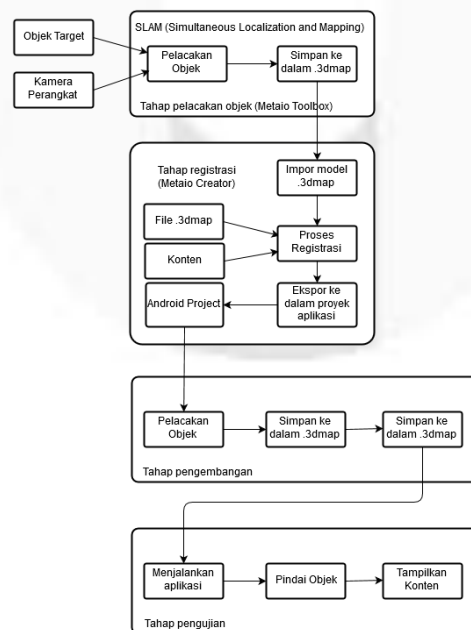 SLAM (Simultaneous Localization and Mapping)
Objek Target
Kamera
Perangkat
Pelacakan
Objek
Simpan ke
dalam .3dmap
Tahap pelacakan objek (Metaio Toolbox)
Tahap registrasi
(Metaio Creator)
Impor model
.3dmap
File .3dmap
Konten
Proses
Registrasi
Android Project
Ekspor ke
dalam proyek
aplikasi
Pelacakan
Objek
Simpan ke
dalam .3dmap
Simpan ke
dalam .3dmap
Tahap pengembangan
Menjalankan
aplikasi
Pindai Objek
Tampilkan
Konten
Tahap pengujian